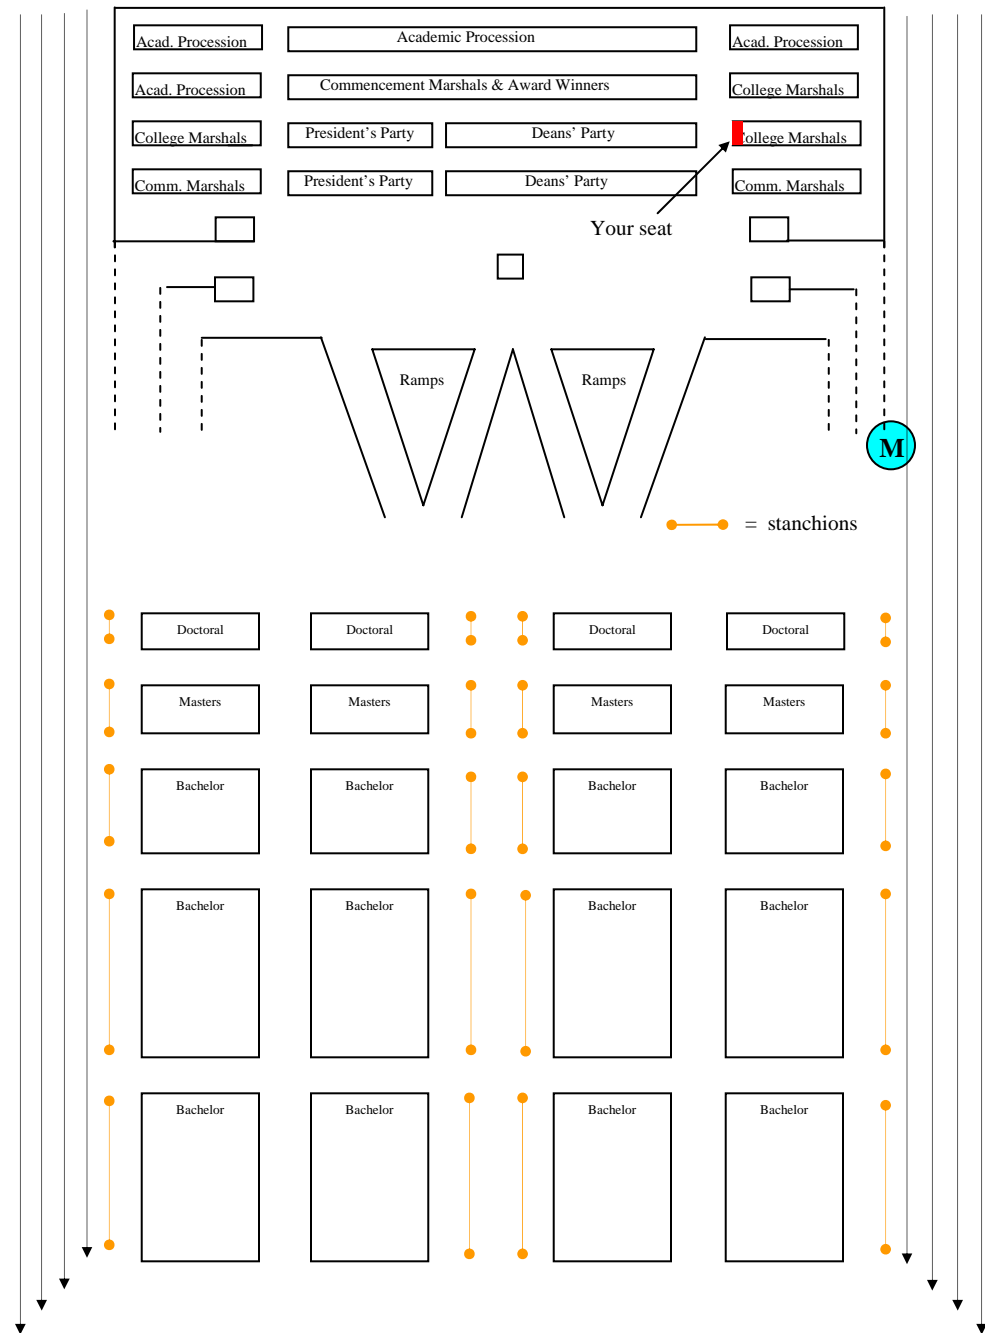 Acad. Procession Academic Procession Acad. Procession
Acad. Procession Commencement Marshals & Award Winners College Marshals
College Marshals President's Party Deans' Party College Marshals
Comm. Marshals President's Party Deans' Party Comm. Marshals
Your seat
Ramps Ramps
M
= stanchions
Doctoral Doctoral Doctoral Doctoral
Masters Masters Masters Masters
Bachelor Bachelor Bachelor Bachelor
Bachelor Bachelor Bachelor Bachelor
Bachelor Bachelor Bachelor Bachelor